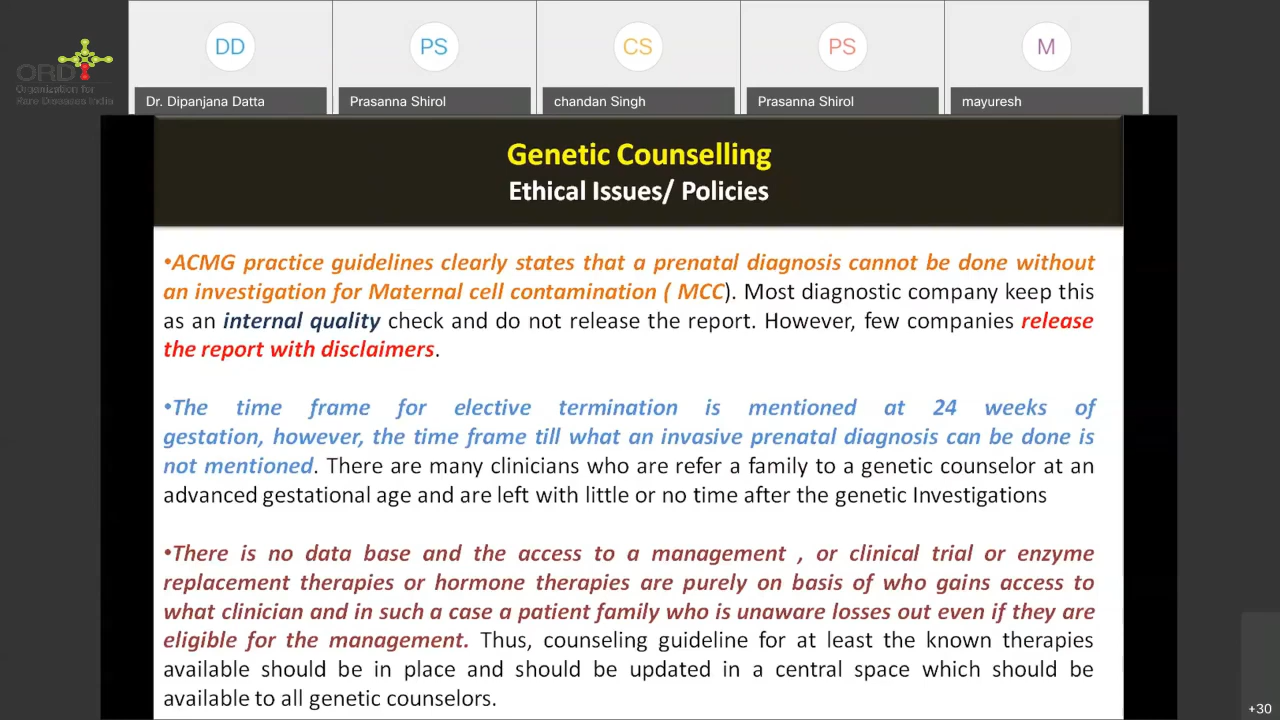 DD
PS
CS
PS
M
ORDI
Organization for
Rare Diseases India
Dr. Dipanjana Datta
Prasanna Shirol
chandan Singh
Prasanna Shirol
mayuresh
Genetic Counselling
Ethical Issues/ Policies
•ACMG practice guidelines clearly states that a prenatal diagnosis cannot be done without
an investigation for Maternal cell contamination ( MCC). Most diagnostic company keep this
as an internal quality check and do not release the report. However, few companies release
the report with disclaimers.
•The time frame for elective termination is mentioned at 24 weeks of
gestation, however, the time frame till what an invasive prenatal diagnosis can be done is
not mentioned. There are many clinicians who are refer a family to a genetic counselor at an
advanced gestational age and are left with little or no time after the genetic Investigations
•There is no data base and the access to a management , or clinical trial or enzyme
replacement therapies or hormone therapies are purely on basis of who gains access to
what clinician and in such a case a patient family who is unaware losses out even if they are
eligible for the management. Thus, counseling guideline for at least the known therapies
available should be in place and should be updated in a central space which should be
available to all genetic counselors.
+30